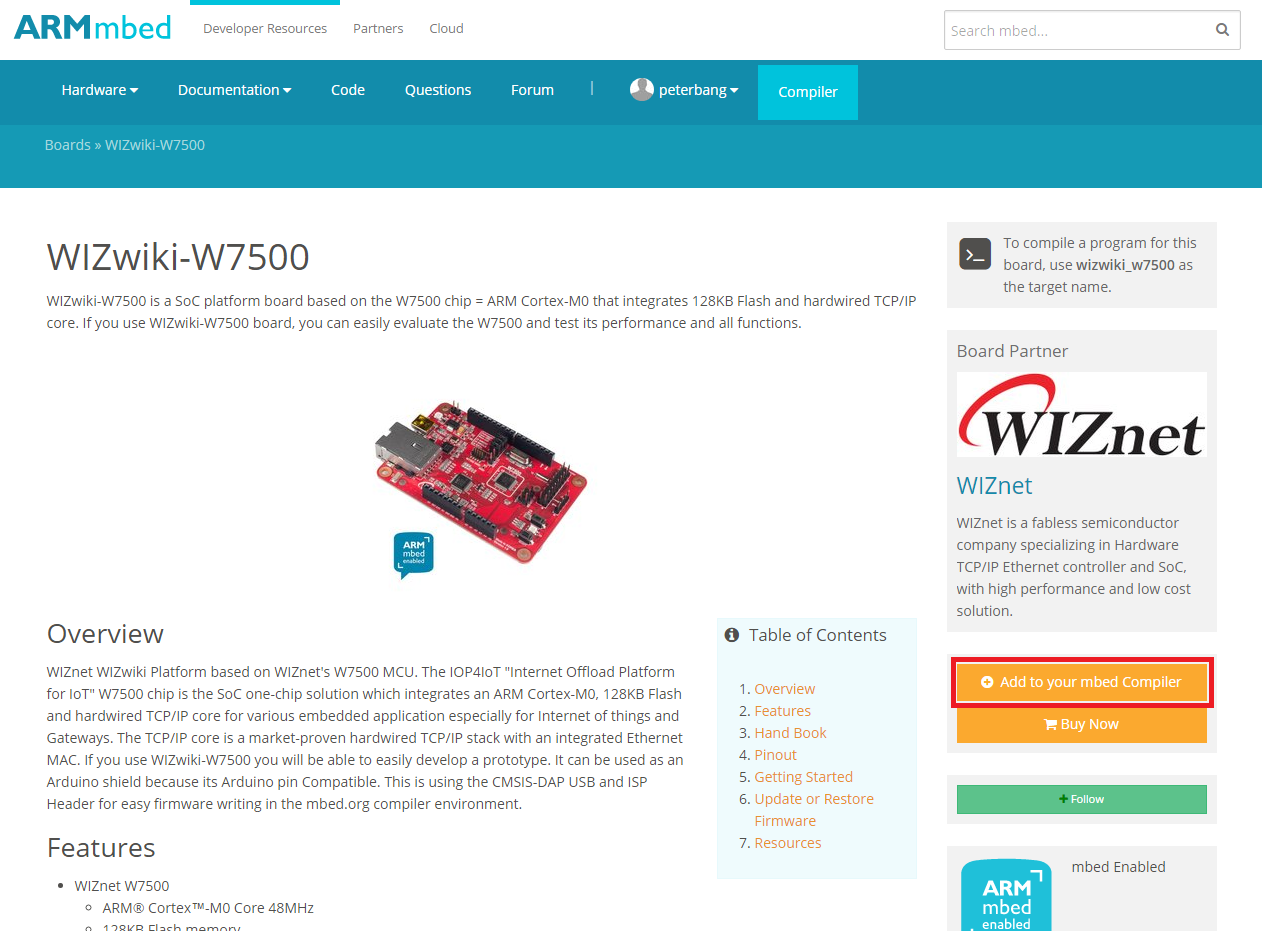 ARMmbed
Developer Resources
Partners
Cloud
Search mbed...
Hardware
Documentation
Code
Questions
Forum
|
peterbang
Compiler
Boards » WIZwiki-W7500
WIZwiki-W7500
WIZwiki-W7500 is a SoC platform board based on the W7500 chip = ARM Cortex-M0 that integrates 128KB Flash and hardwired TCP/IP
core. If you use WIZwiki-W7500 board, you can easily evaluate the W7500 and test its performance and all functions.
ARM
mbed
enabled
Overview
WIZnet WIZwiki Platform based on WIZnet's W7500 MCU. The IOP4IoT "Internet Offload Platform
for IoT" W7500 chip is the SoC one-chip solution which integrates an ARM Cortex-M0, 128KB Flash
and hardwired TCP/IP core for various embedded application especially for Internet of things and
Gateways. The TCP/IP core is a market-proven hardwired TCP/IP stack with an integrated Ethernet
MAC. If you use WIZwiki-W7500 you will be able to easily develop a prototype. It can be used as an
Arduino shield because its Arduino pin Compatible. This is using the CMSIS-DAP USB and ISP
Header for easy firmware writing in the mbed.org compiler environment.
Features
WIZnet W7500
ARM® Cortex™-M0 Core 48MHz
128KB Flash memory
Table of Contents
1. Overview
2. Features
3. Hand Book
4. Pinout
5. Getting Started
6. Update or Restore
Firmware
7. Resources
To compile a program for this
board, use wizwiki_w7500 as
the target name.
Board Partner
WIZnet
WIZnet
WIZnet is a fabless semiconductor
company specializing in Hardware
TCP/IP Ethernet controller and SoC,
with high performance and low cost
solution.
Add to your mbed Compiler
Buy Now
Follow
ARM
mbed
enabled
mbed Enabled